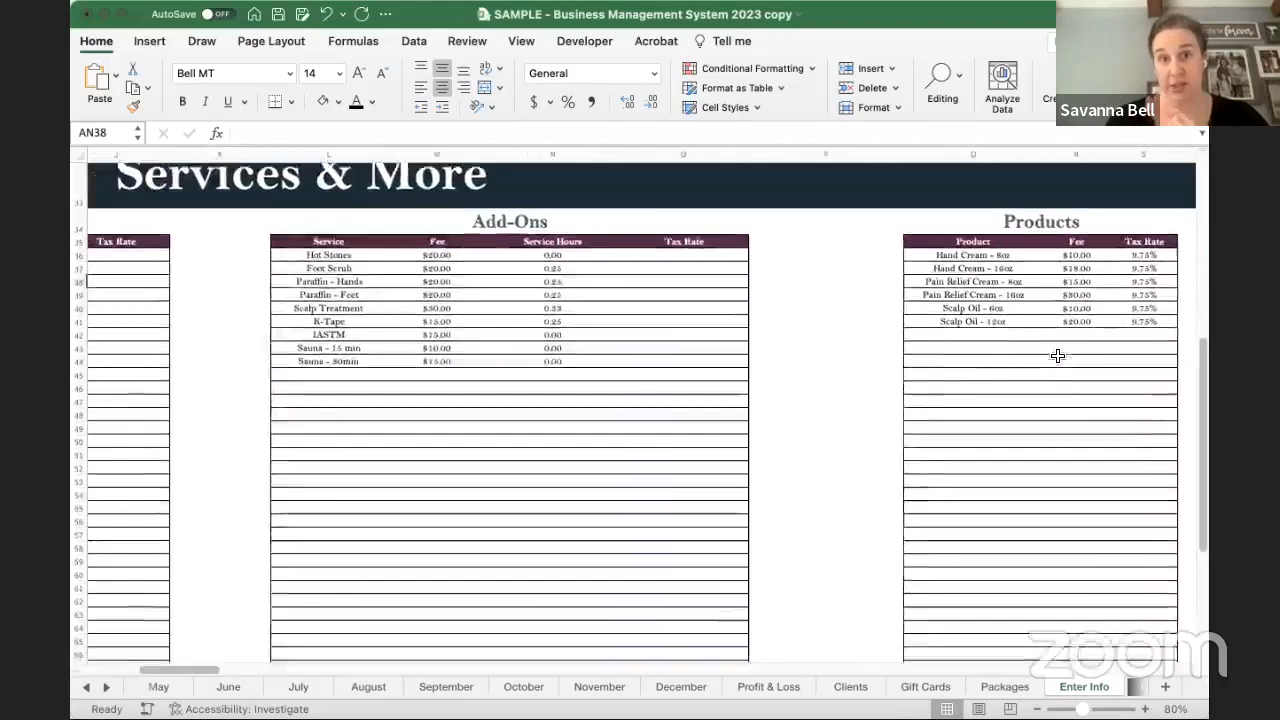 AutoSave OFF
SAMPLE - Business Management System 2023 copy
Home Insert Draw Page Layout Formulas Data Review View Developer Acrobat Tell me
Paste
Bell MT 14
General
Conditional Formatting
Format as Table
Cell Styles
Insert
Delete
Format
Editing
Analyze
Data
Savanna Bell
AN38 fx
Services & More
Add-Ons Products
Tax Rate Service Fee Service Hours Tax Rate Product Fee Tax Rate
Hot Stones $20.00 0.00 Hand Cream - 8oz $10.00 9.75%
Foot Scrub $20.00 0.25 Hand Cream - 16oz $18.00 9.75%
Paraffin - Hands $20.00 0.25 Pain Relief Cream - 8oz $15.00 9.75%
Paraffin - Feet $20.00 0.25 Pain Relief Cream - 16oz $30.00 9.75%
Scalp Treatment $30.00 0.33 Scalp Oil - 6oz $10.00 9.75%
K-Tape $15.00 0.25 Scalp Oil - 12oz $20.00 9.75%
IASTM $15.00 0.00
Sauna - 15 min $10.00 0.00
Sauna - 30min $15.00 0.00
zoom
May June July August September October November December Profit & Loss Clients Gift Cards Packages Enter Info
Ready Accessibility: Investigate 80%